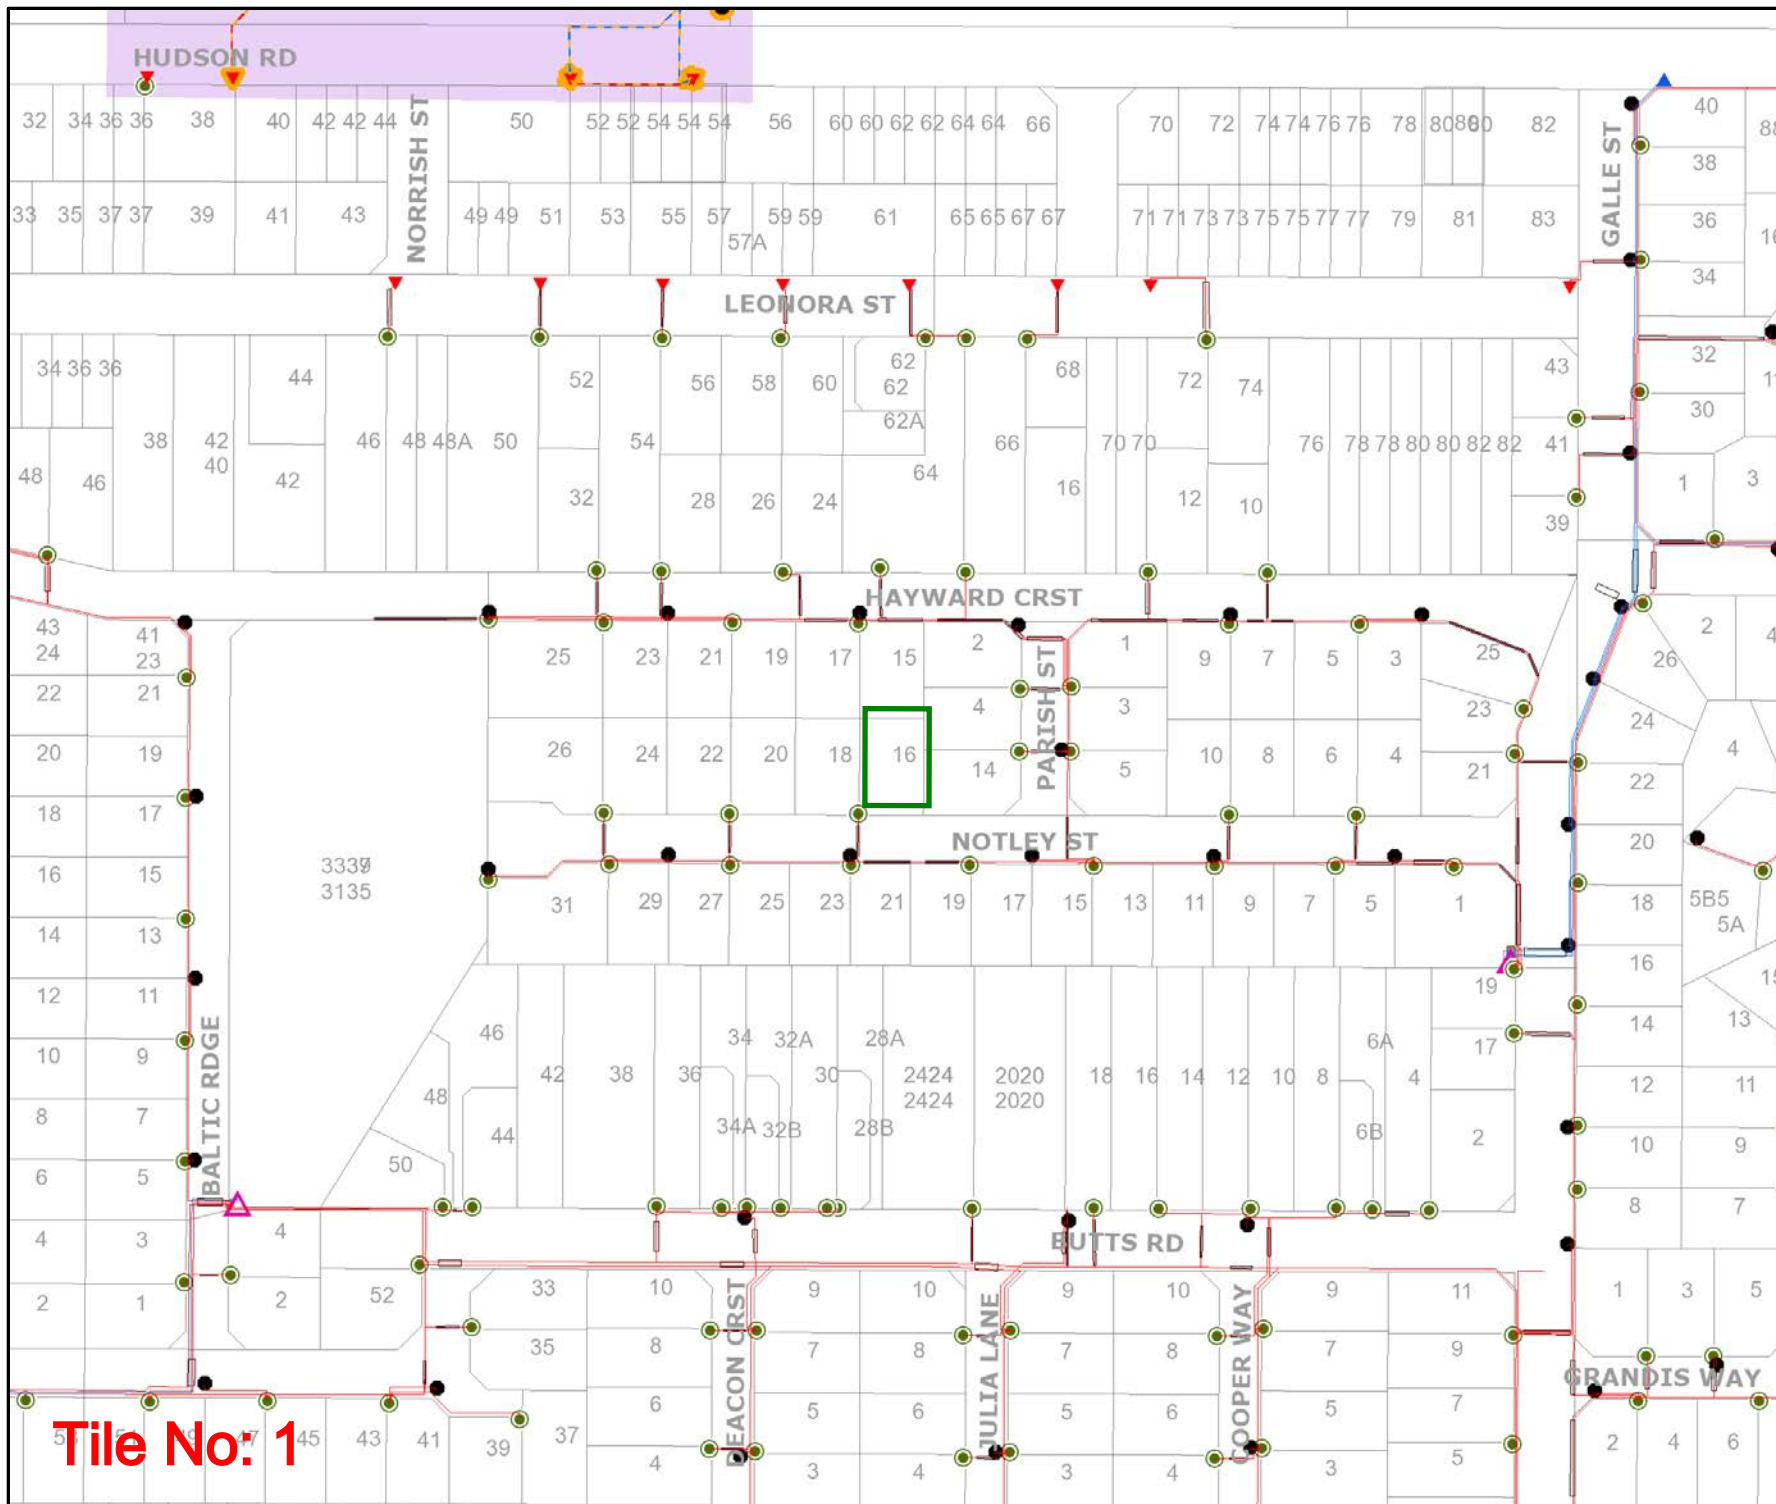 HUDSON RD
32 34 36 36 38 40 42 42 44 50 52 52 54 54 54 56 60 60 62 62 64 64 66 70 72 74 74 76 76 78 80 82 40
38
NORRISH ST
GALLE ST
33 35 37 37 39 41 43 49 49 51 53 55 57 59 59 61 65 65 67 67 71 71 73 73 75 75 77 77 79 81 83 36
57A
34
LEONORA ST
34 36 36 44 52 56 58 60 62 68 72 74 43 32
62
62A
30
38 42 46 48 48A 50 54 66 70 70 76 78 78 80 80 82 82 41
40
48 46 42 32 28 26 24 64 16 12 10 39 1 3
HAYWARD CRST
43 41
24 23 25 23 21 19 17 15 2 1 9 7 5 3 25 26 2 4
22 21 4 3 23 24
PARISH ST
20 19 26 24 22 20 18 16 14 5 10 8 6 4 21 22 4
18 17 20
NOTLEY ST
3339
3135
16 15 31 29 27 25 23 21 19 17 15 13 11 9 7 5 1 18 5B5
5A
14 13 16
12 11 19 14 13
46 34 32A 28A 6A 17
10 9 42 38 36 30 2424 2020 18 16 14 12 10 8 4 12 11
2424 2020
BALTIC RDGE
8 7 48 44 34A 32B 28B 6B 2 10 9
6 5 50 8 7
4 3 4
BUTTS RD
2 1 2 52 33 10 9 10 9 10 9 11 1 3 5
35 8 7 8 7 8 7 9
DEACON CRST
JULIA LANE
COOPER WAY
GRANDIS WAY
6 5 6 5 6 5 7
47 45 43 41 39 37 4 3 4 3 4 3 5 2 4 6
Tile No: 1